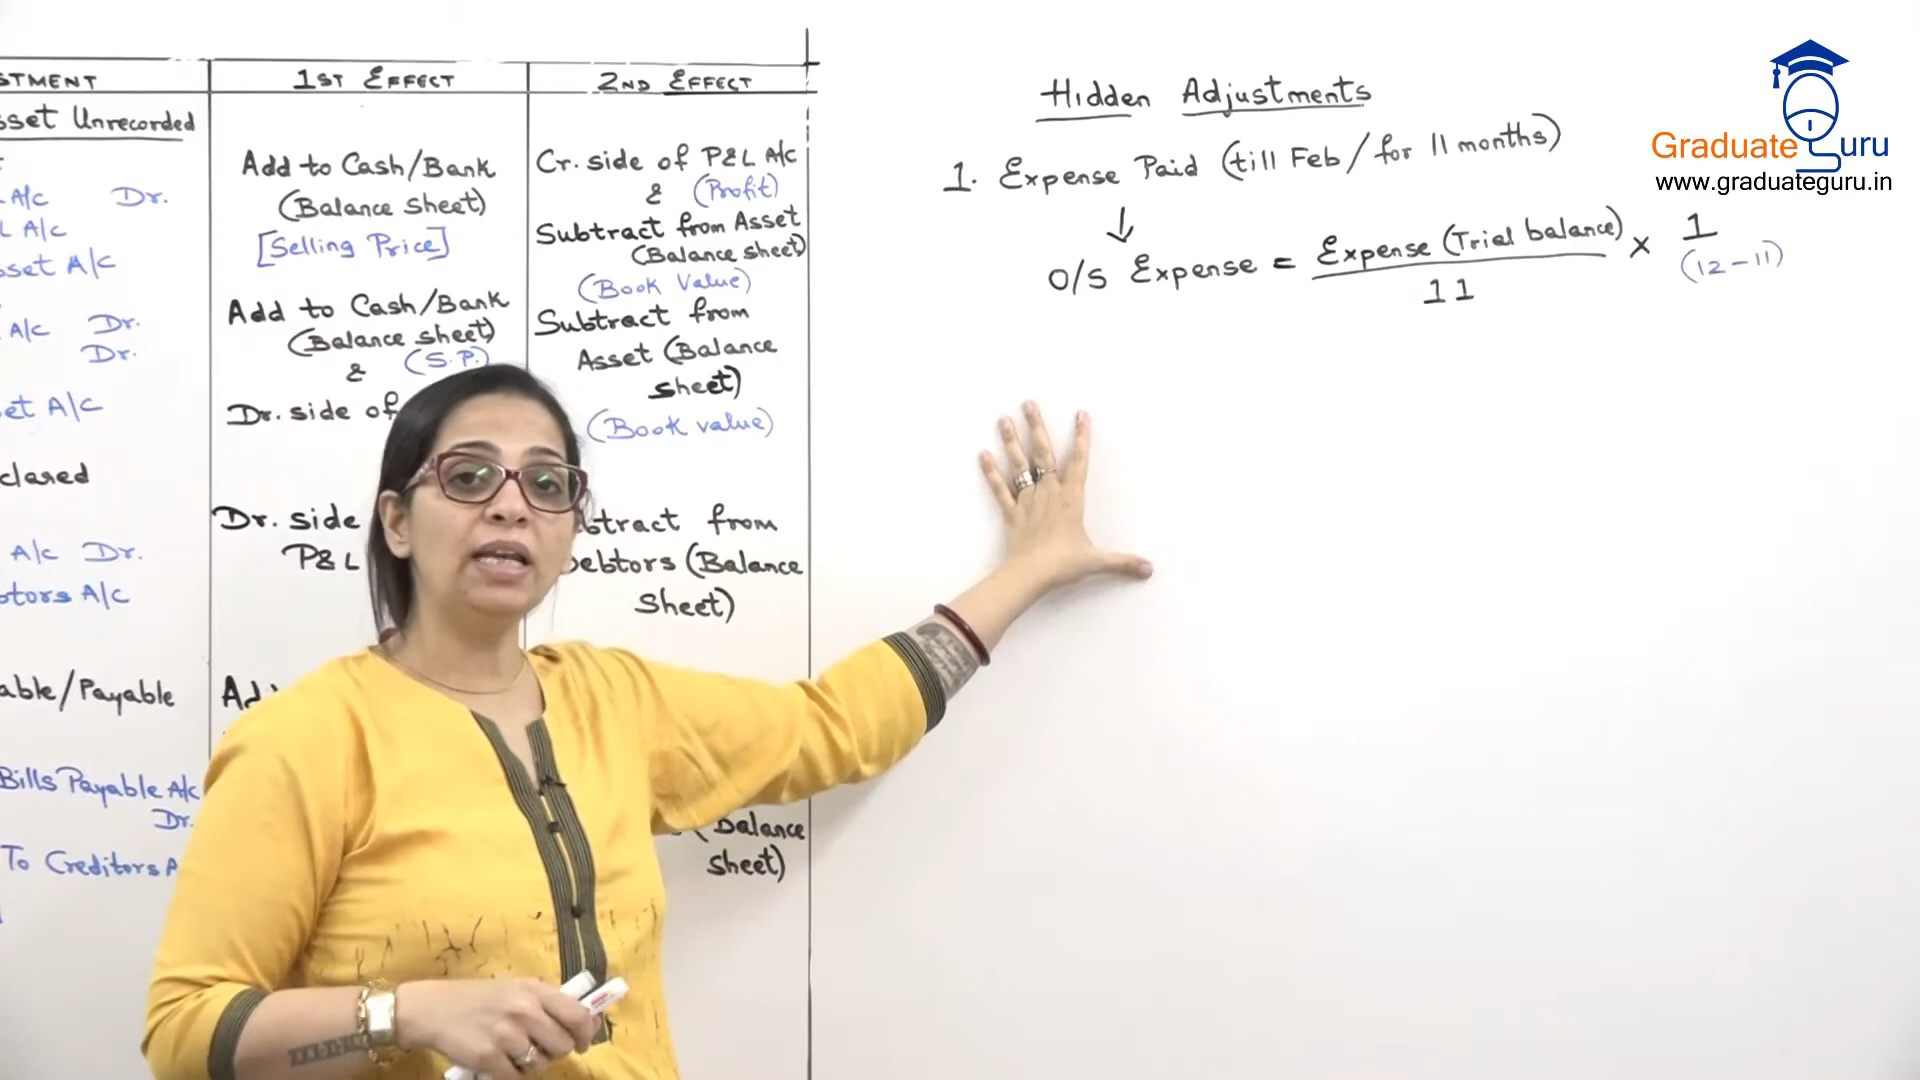 STMENT
1ST EFFECT
2ND EFFECT
sset Unrecorded
A/c Dr.
L A/c
sset A/c
Add to Cash/Bank
(Balance sheet)
[Selling Price]
Cr. side of P&L A/c
& (Profit)
Subtract from Asset
(Balance sheet)
(Book Value)
A/c Dr.
Dr.
et A/c
Add to Cash/Bank
(Balance sheet)
& (S.P.)
Dr. side of
Subtract from
Asset (Balance
sheet)
(Book value)
clared
A/c Dr.
otors A/c
Dr. side
P&L
btract from
ebtors (Balance
Sheet)
able/Payable
Bills Payable A/c
Dr.
To Creditors A
Ad
(Balance
sheet)
Hidden Adjustments
1. Expense Paid (till Feb/for 11 months)
↓
O/S Expense = Expense (Trial balance) × 1
11 (12-11)
Graduate Guru
www.graduateguru.in